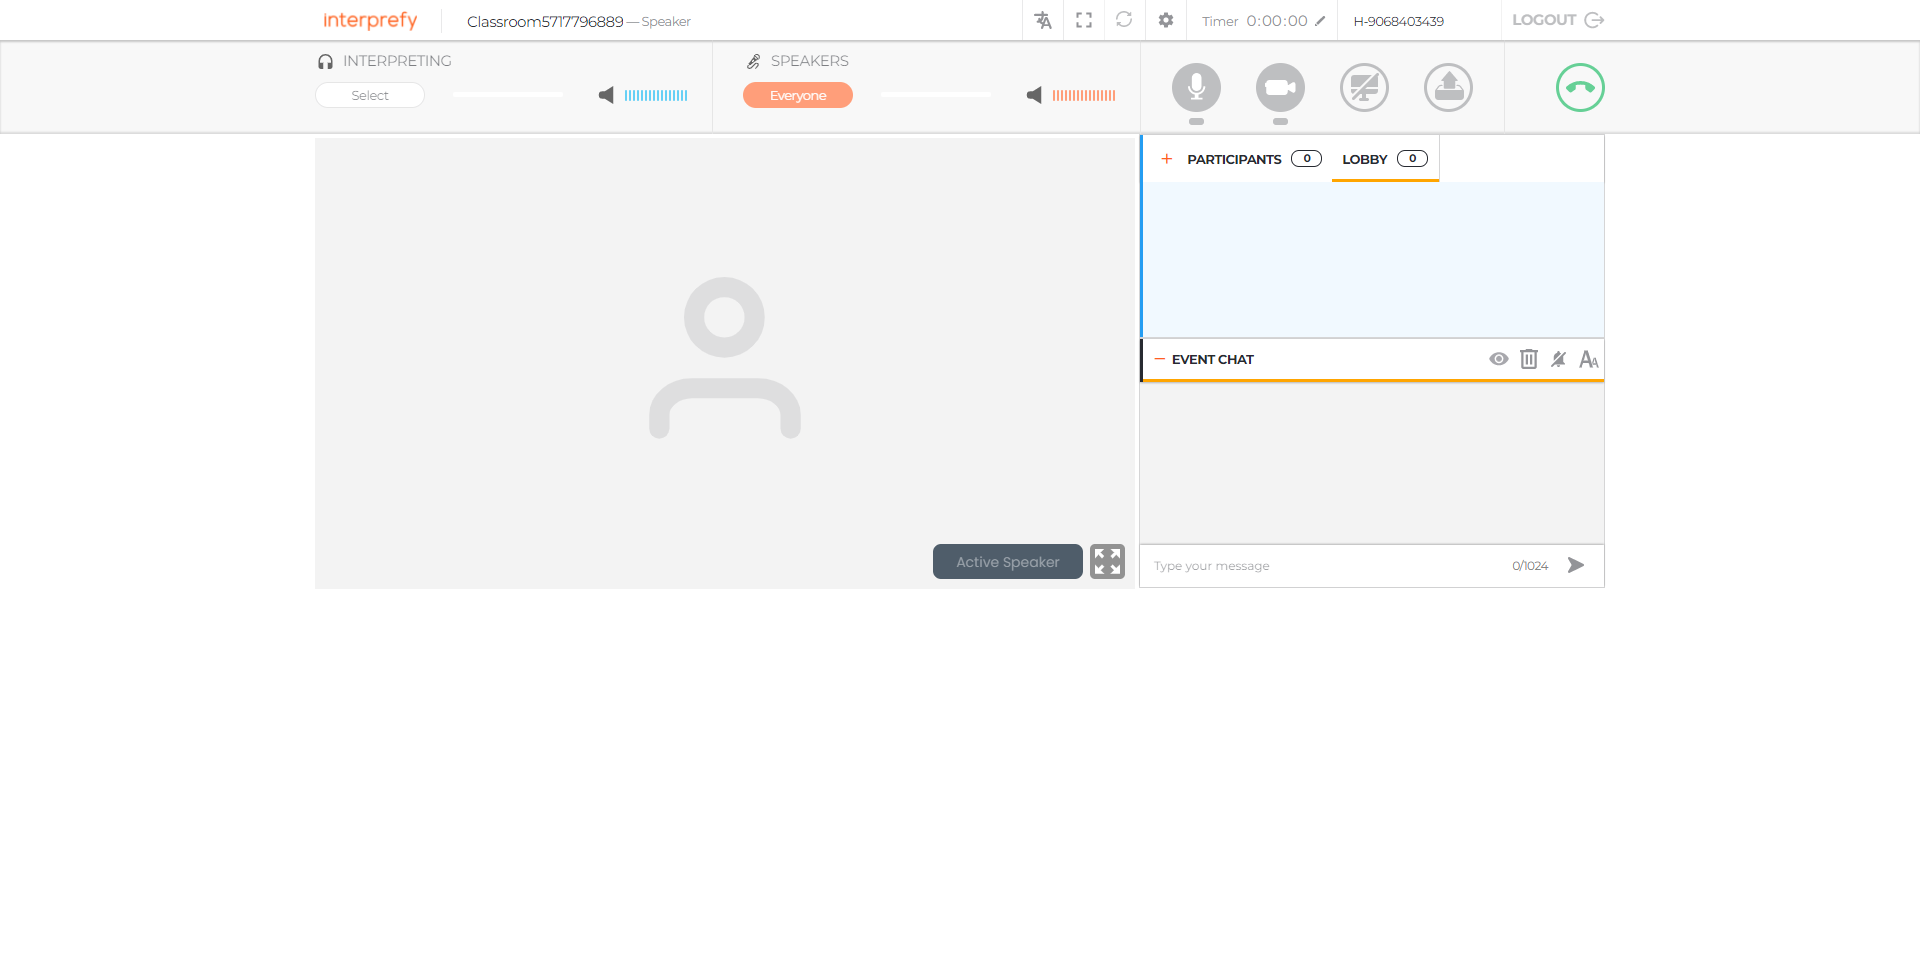 interprefy
Classroom5717796889 — Speaker
Timer 0:00:00
H-9068403439
LOGOUT
INTERPRETING
SPEAKERS
Select
Everyone
PARTICIPANTS 0
LOBBY 0
EVENT CHAT
Active Speaker
Type your message
0/1024